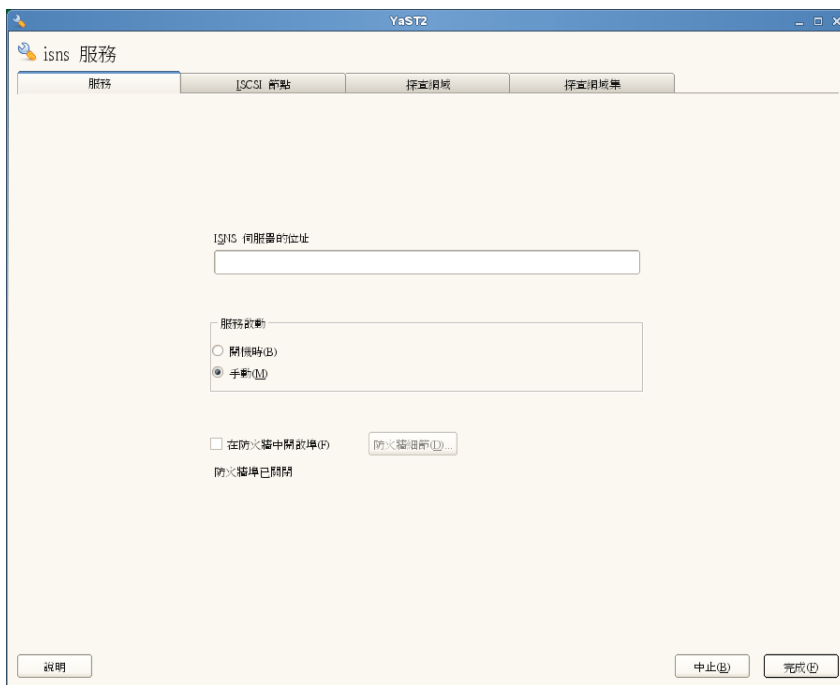 YaST2
isns 服務
服務
ISCSI 節點
探查網域
探查網域集
ISNS 伺服器的位址
服務啟動
開機時(B)
手動(M)
在防火牆中開啟埠(F)
防火牆細節(D)...
防火牆埠已關閉
說明
中止(B)
完成(F)